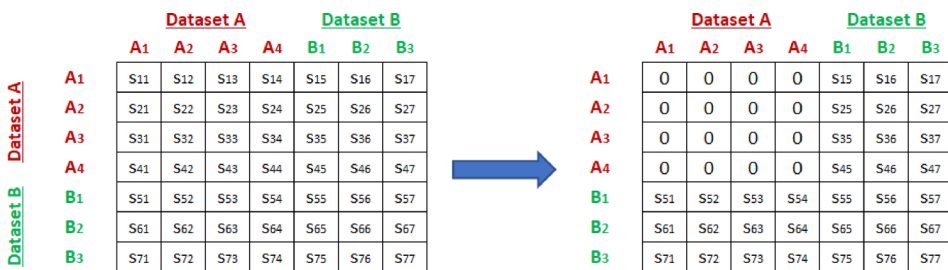 Dataset A Dataset B Dataset A Dataset B
A1 A2 A3 A4 B1 B2 B3 A1 A2 A3 A4 B1 B2 B3
A1 S11 S12 S13 S14 S15 S16 S17 A1 0 0 0 0 S15 S16 S17
A2 S21 S22 S23 S24 S25 S26 S27 A2 0 0 0 0 S25 S26 S27
A3 S31 S32 S33 S34 S35 S36 S37 A3 0 0 0 0 S35 S36 S37
A4 S41 S42 S43 S44 S45 S46 S47 A4 0 0 0 0 S45 S46 S47
B1 S51 S52 S53 S54 S55 S56 S57 B1 S51 S52 S53 S54 S55 S56 S57
B2 S61 S62 S63 S64 S65 S66 S67 B2 S61 S62 S63 S64 S65 S66 S67
B3 S71 S72 S73 S74 S75 S76 S77 B3 S71 S72 S73 S74 S75 S76 S77
Dataset A
Dataset B